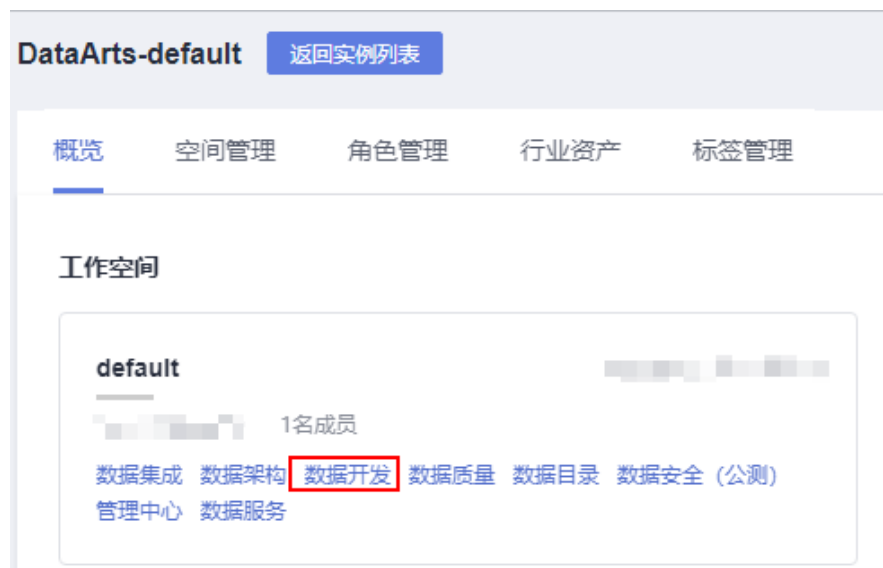 DataArts-default 返回实例列表
概览 空间管理 角色管理 行业资产 标签管理
工作空间
default
1名成员
数据集成 数据架构 数据开发 数据质量 数据目录 数据安全 (公测)
管理中心 数据服务